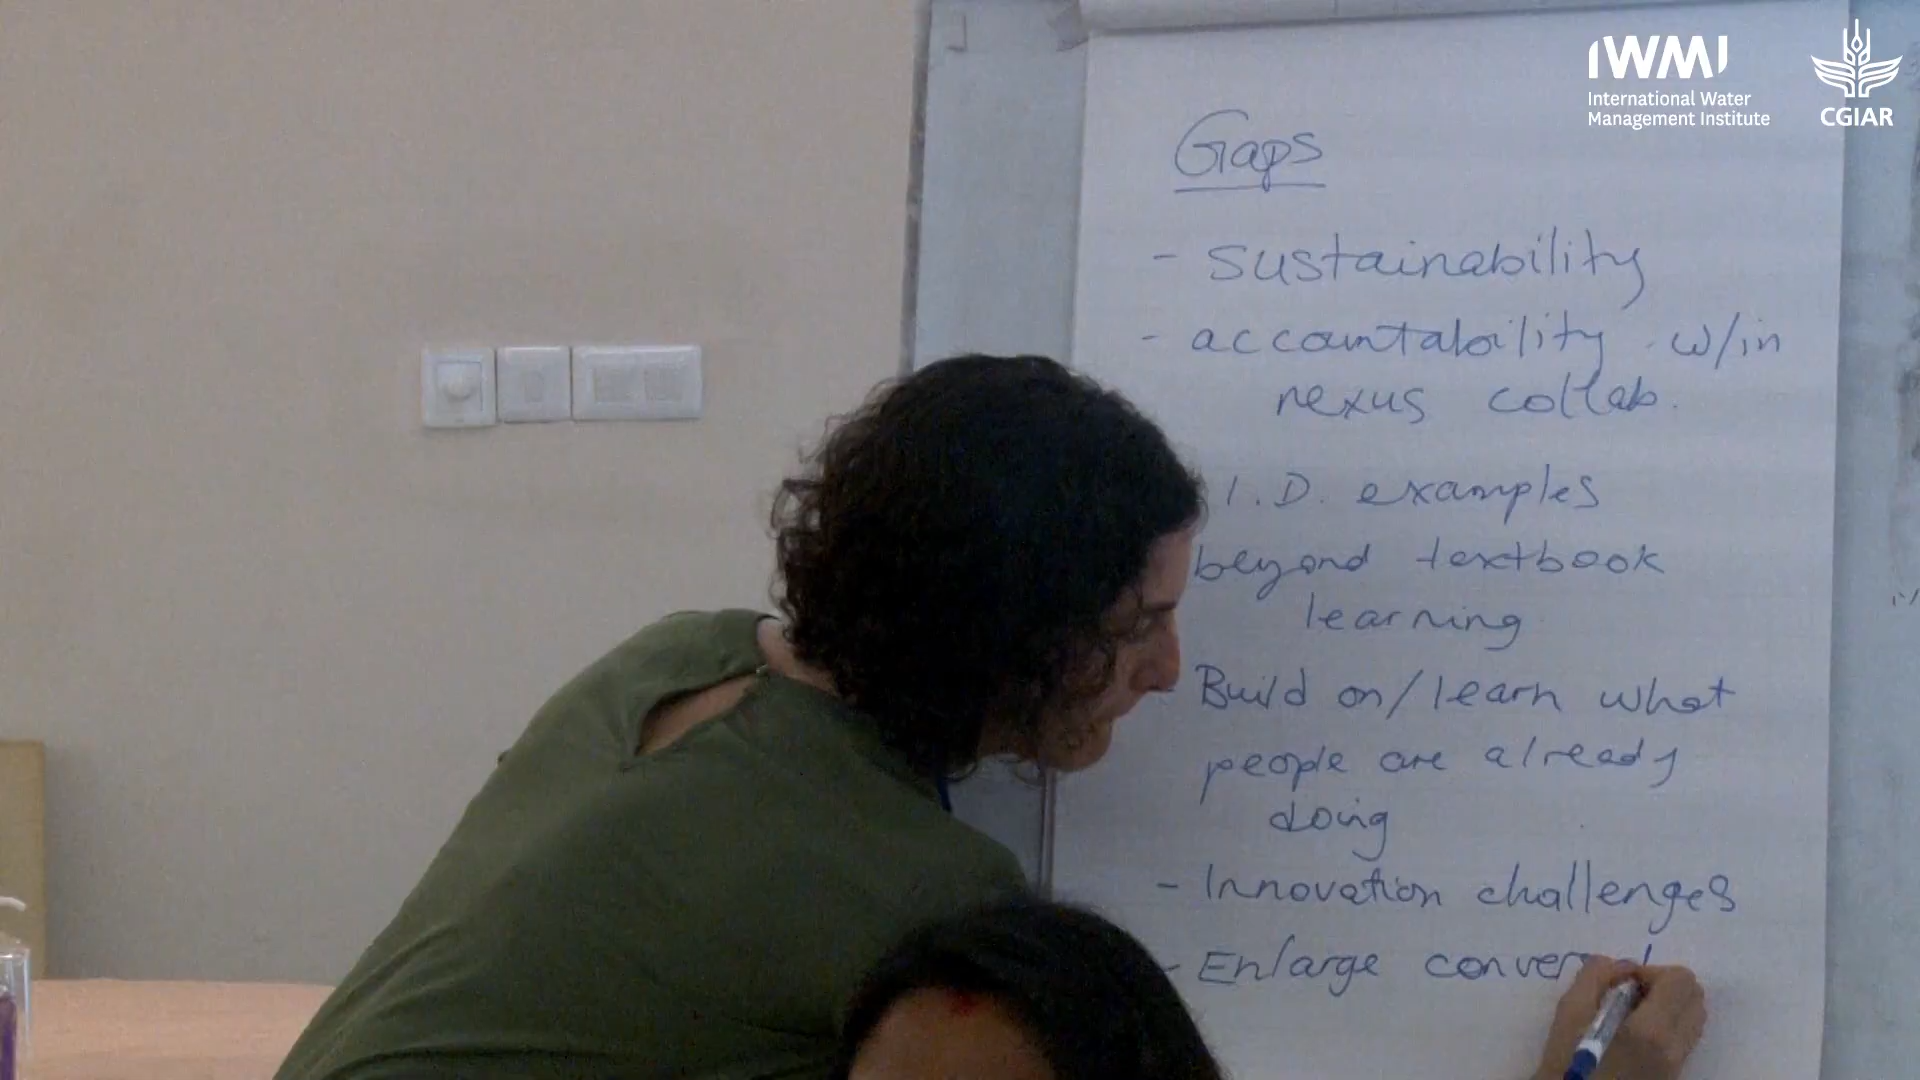 IWMI
International Water
Management Institute
CGIAR
Gaps
- sustainability
- accountability w/in
nexus collab.
I.D. examples
beyond textbook
learning
Build on/learn what
people are already
doing
- Innovation challenges
- Enlarge